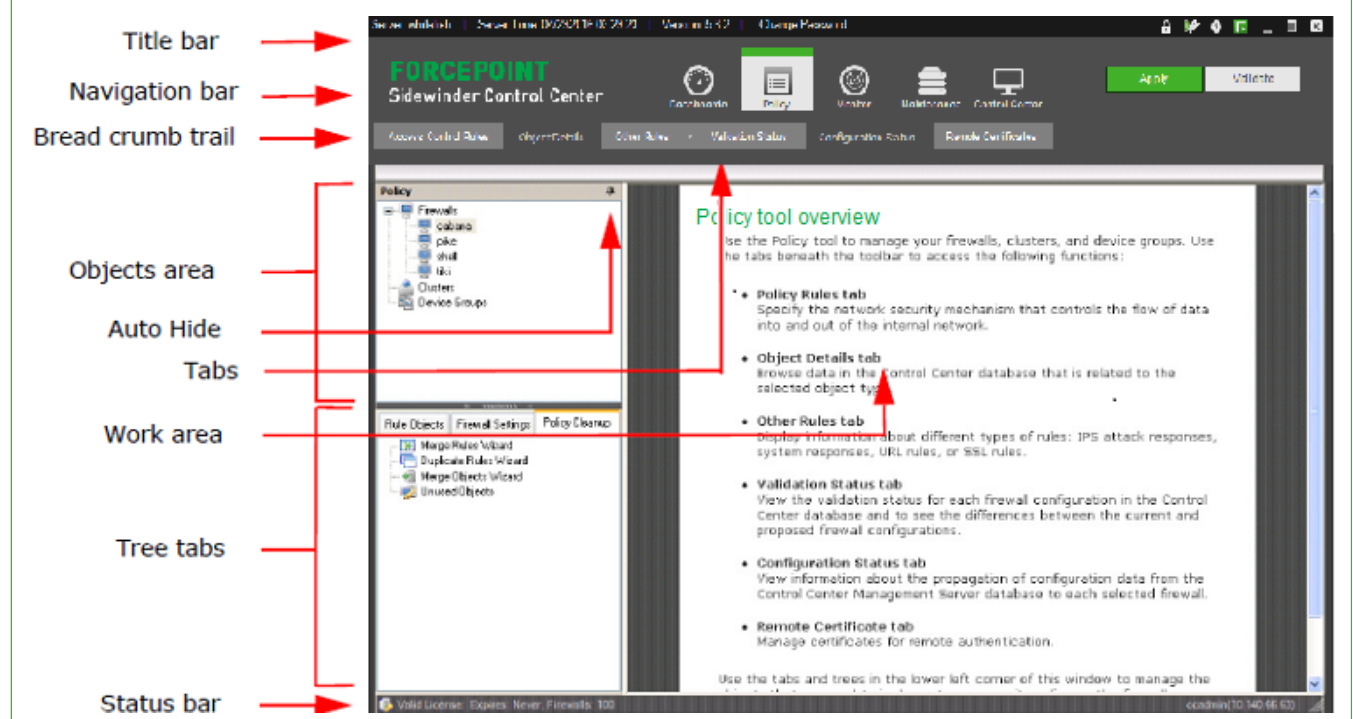 Title bar
Navigation bar
Bread crumb trail
Objects area
Auto Hide
Tabs
Work area
Tree tabs
Status bar
Version 5.3.2 Change Password
FORCEPOINT
Sidewinder Control Center
Dashboards Policy Monitor Maintenance Control Center
Apply Validate
Access Control Rules Object Details Other Rules Validation Status Configuration Status Remote Certificates
Policy
Firewalls
cabana
pike
shell
tiki
Clusters
Device Groups
Rule Objects Firewall Settings Policy Cleanup
Merge Rules Wizard
Duplicate Rules Wizard
Merge Objects Wizard
Unused Objects
Policy tool overview
Use the Policy tool to manage your firewalls, clusters, and device groups. Use
the tabs beneath the toolbar to access the following functions:
• Policy Rules tab
Specify the network security mechanism that controls the flow of data
into and out of the internal network.
• Object Details tab
Browse data in the Control Center database that is related to the
selected object type.
• Other Rules tab
Display information about different types of rules: IPS attack responses,
system responses, URL rules, or SSL rules.
• Validation Status tab
View the validation status for each firewall configuration in the Control
Center database and to see the differences between the current and
proposed firewall configurations.
• Configuration Status tab
View information about the propagation of configuration data from the
Control Center Management Server database to each selected firewall.
• Remote Certificate tab
Manage certificates for remote authentication.
Use the tabs and trees in the lower left corner of this window to manage the
Valid License: Expires: Never, Firewalls: 100